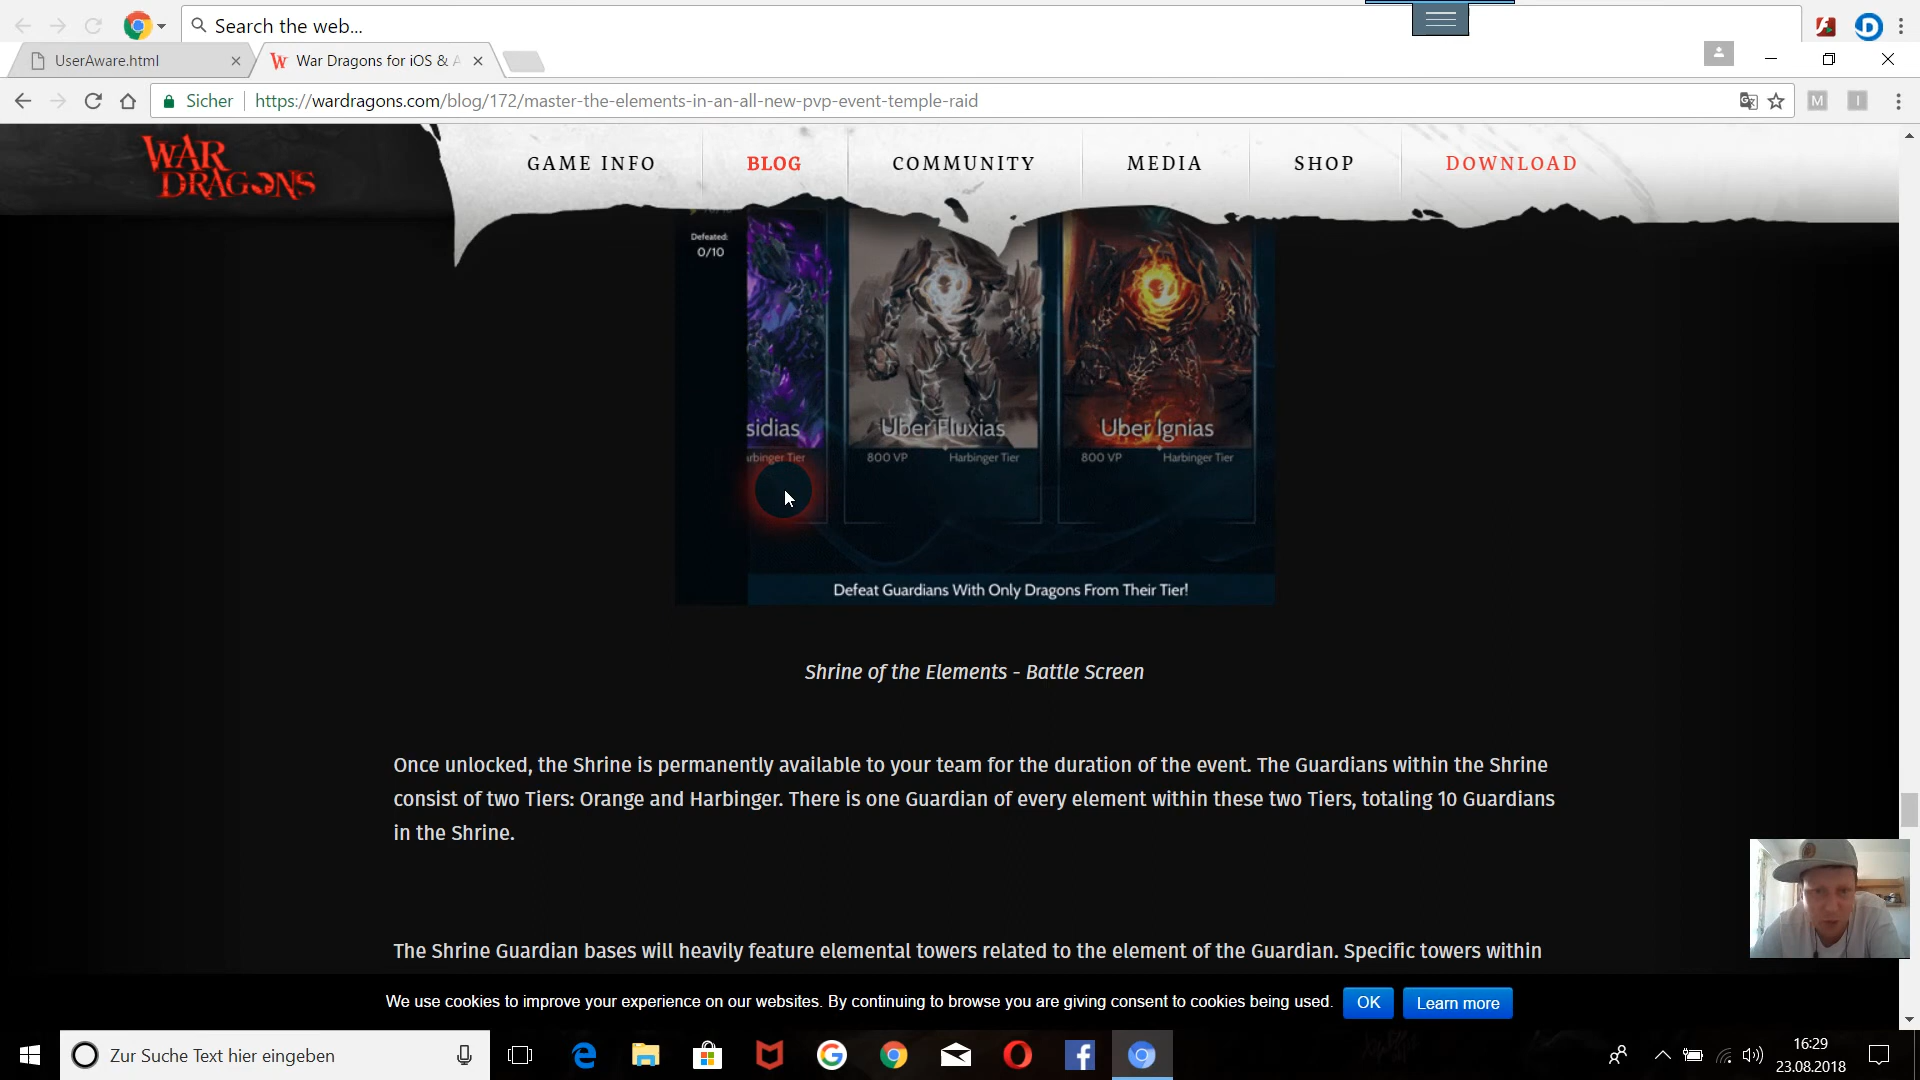 Search the web...
UserAware.html
War Dragons for iOS & A
Sicher
https://wardragons.com/blog/172/master-the-elements-in-an-all-new-pvp-event-temple-raid
M
I
WAR DRAGONS
GAME INFO
BLOG
COMMUNITY
MEDIA
SHOP
DOWNLOAD
Defeated:
0/10
sidias
Uber Fluxias
Uber Ignias
arbinger Tier
800 VP
Harbinger Tier
800 VP
Harbinger Tier
Defeat Guardians With Only Dragons From Their Tier!
Shrine of the Elements - Battle Screen
Once unlocked, the Shrine is permanently available to your team for the duration of the event. The Guardians within the Shrine
consist of two Tiers: Orange and Harbinger. There is one Guardian of every element within these two Tiers, totaling 10 Guardians
in the Shrine.
The Shrine Guardian bases will heavily feature elemental towers related to the element of the Guardian. Specific towers within
We use cookies to improve your experience on our websites. By continuing to browse you are giving consent to cookies being used.
OK
Learn more
Zur Suche Text hier eingeben
16:29
23.08.2018